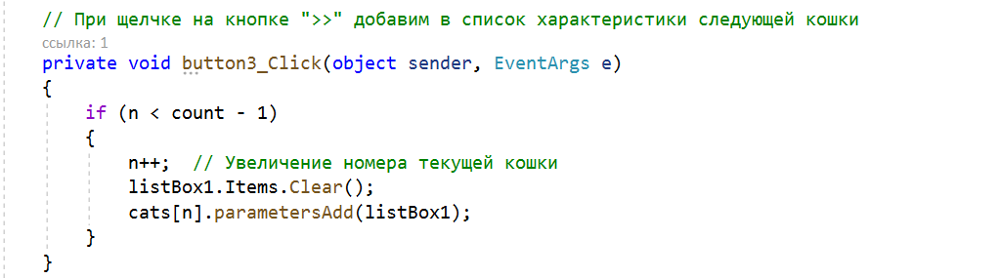 // При щелчке на кнопке ">>" добавим в список характеристики следующей кошки
ссылка: 1
private void button3_Click(object sender, EventArgs e)
{
if (n < count - 1)
{
n++;  // Увеличение номера текущей кошки
listBox1.Items.Clear();
cats[n].parametersAdd(listBox1);
}
}